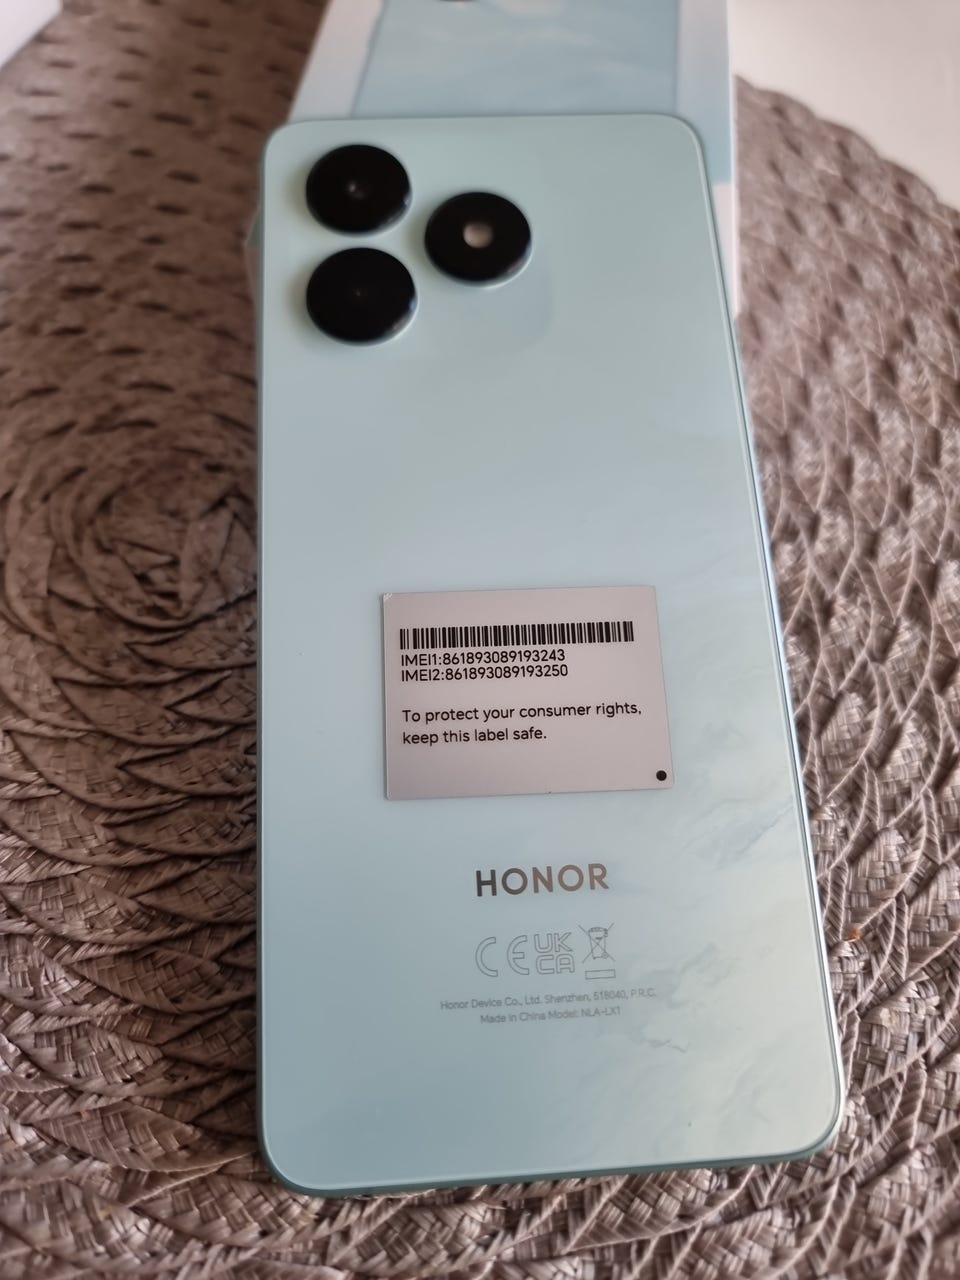 IMEI1:861893089193243
IMEI2:861893089193250
To protect your consumer rights,
keep this label safe.
HONOR
CE UK
CA
Honor Device Co., Ltd. Shenzhen, 518040, P.R.C.
Made in China Model: NLA-LX1